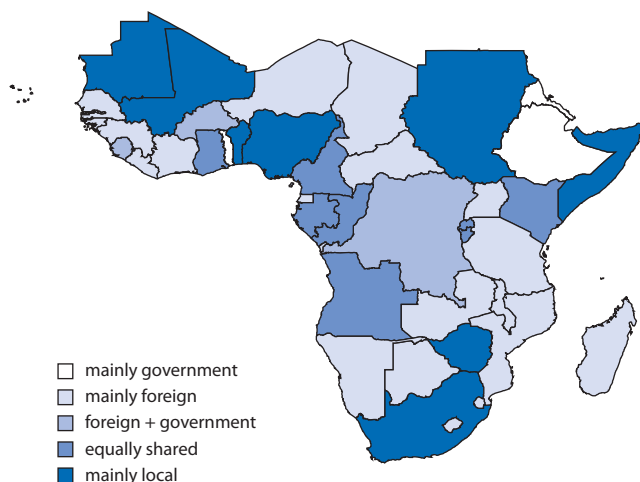 mainly government
mainly foreign
foreign + government
equally shared
mainly local